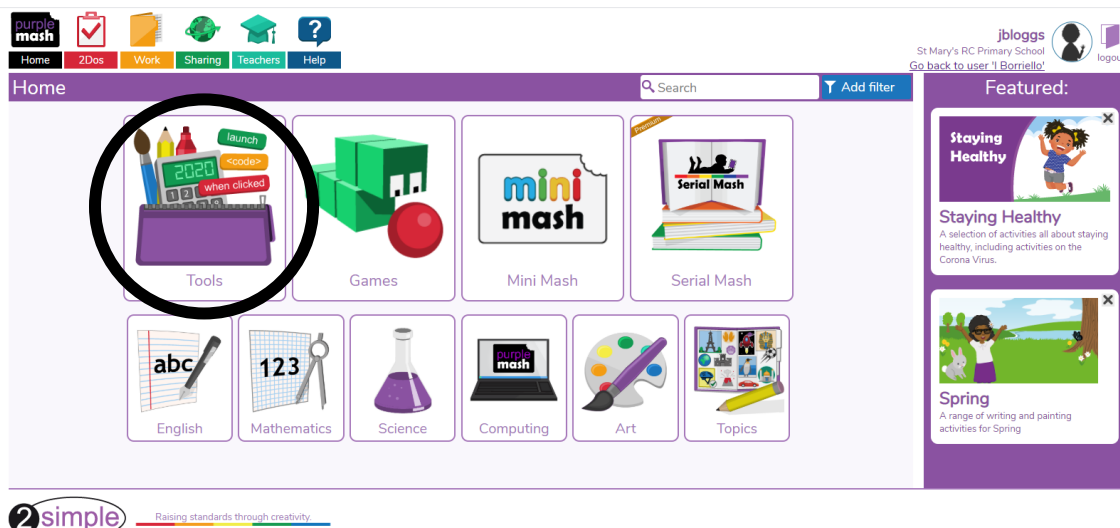 purple
mash
Home
2Dos
Work
Sharing
Teachers
?
Help
jbloggs
St Mary's RC Primary School
Go back to user 'I Borriello'
logou
Home
Search
Add filter
Featured:
launch
<code>
2020
when clicked
1 2
Tools
Games
mini
mash
Mini Mash
Premium
Serial Mash
Serial Mash
abc
English
123
Mathematics
Science
purple
mash
Computing
Art
Topics
Staying
Healthy
Staying Healthy
A selection of activities all about staying
healthy, including activities on the
Corona Virus.
Spring
A range of writing and painting
activities for Spring
2simple
Raising standards through creativity.